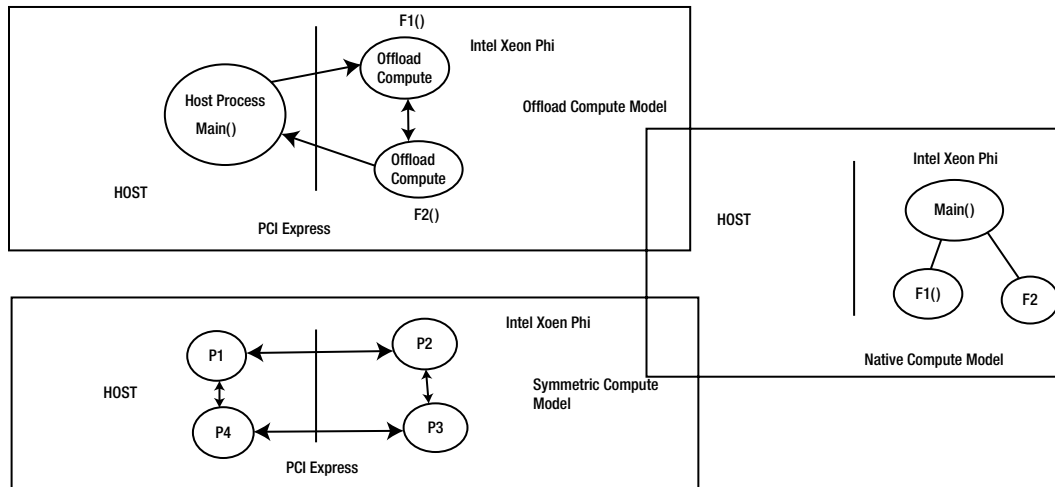 F1()
Intel Xeon Phi
Offload
Compute
Host Process
Main()
Offload Compute Model
Offload
Compute
HOST
F2()
PCI Express
Intel Xeon Phi
Main()
HOST
F1()
F2
Native Compute Model
Intel Xoen Phi
P1
P2
HOST
Symmetric Compute
Model
P4
P3
PCI Express